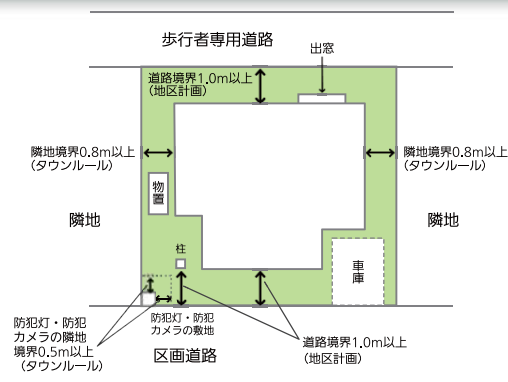 歩行者専用道路
出窓
道路境界1.0m以上
(地区計画)
隣地境界0.8m以上
(タウンルール)
隣地境界0.8m以上
(タウンルール)
物置
隣地
隣地
柱
車庫
防犯灯・防犯
カメラの隣地
境界0.5m以上
(タウンルール)
防犯灯・防犯
カメラの敷地
道路境界1.0m以上
(地区計画)
区画道路